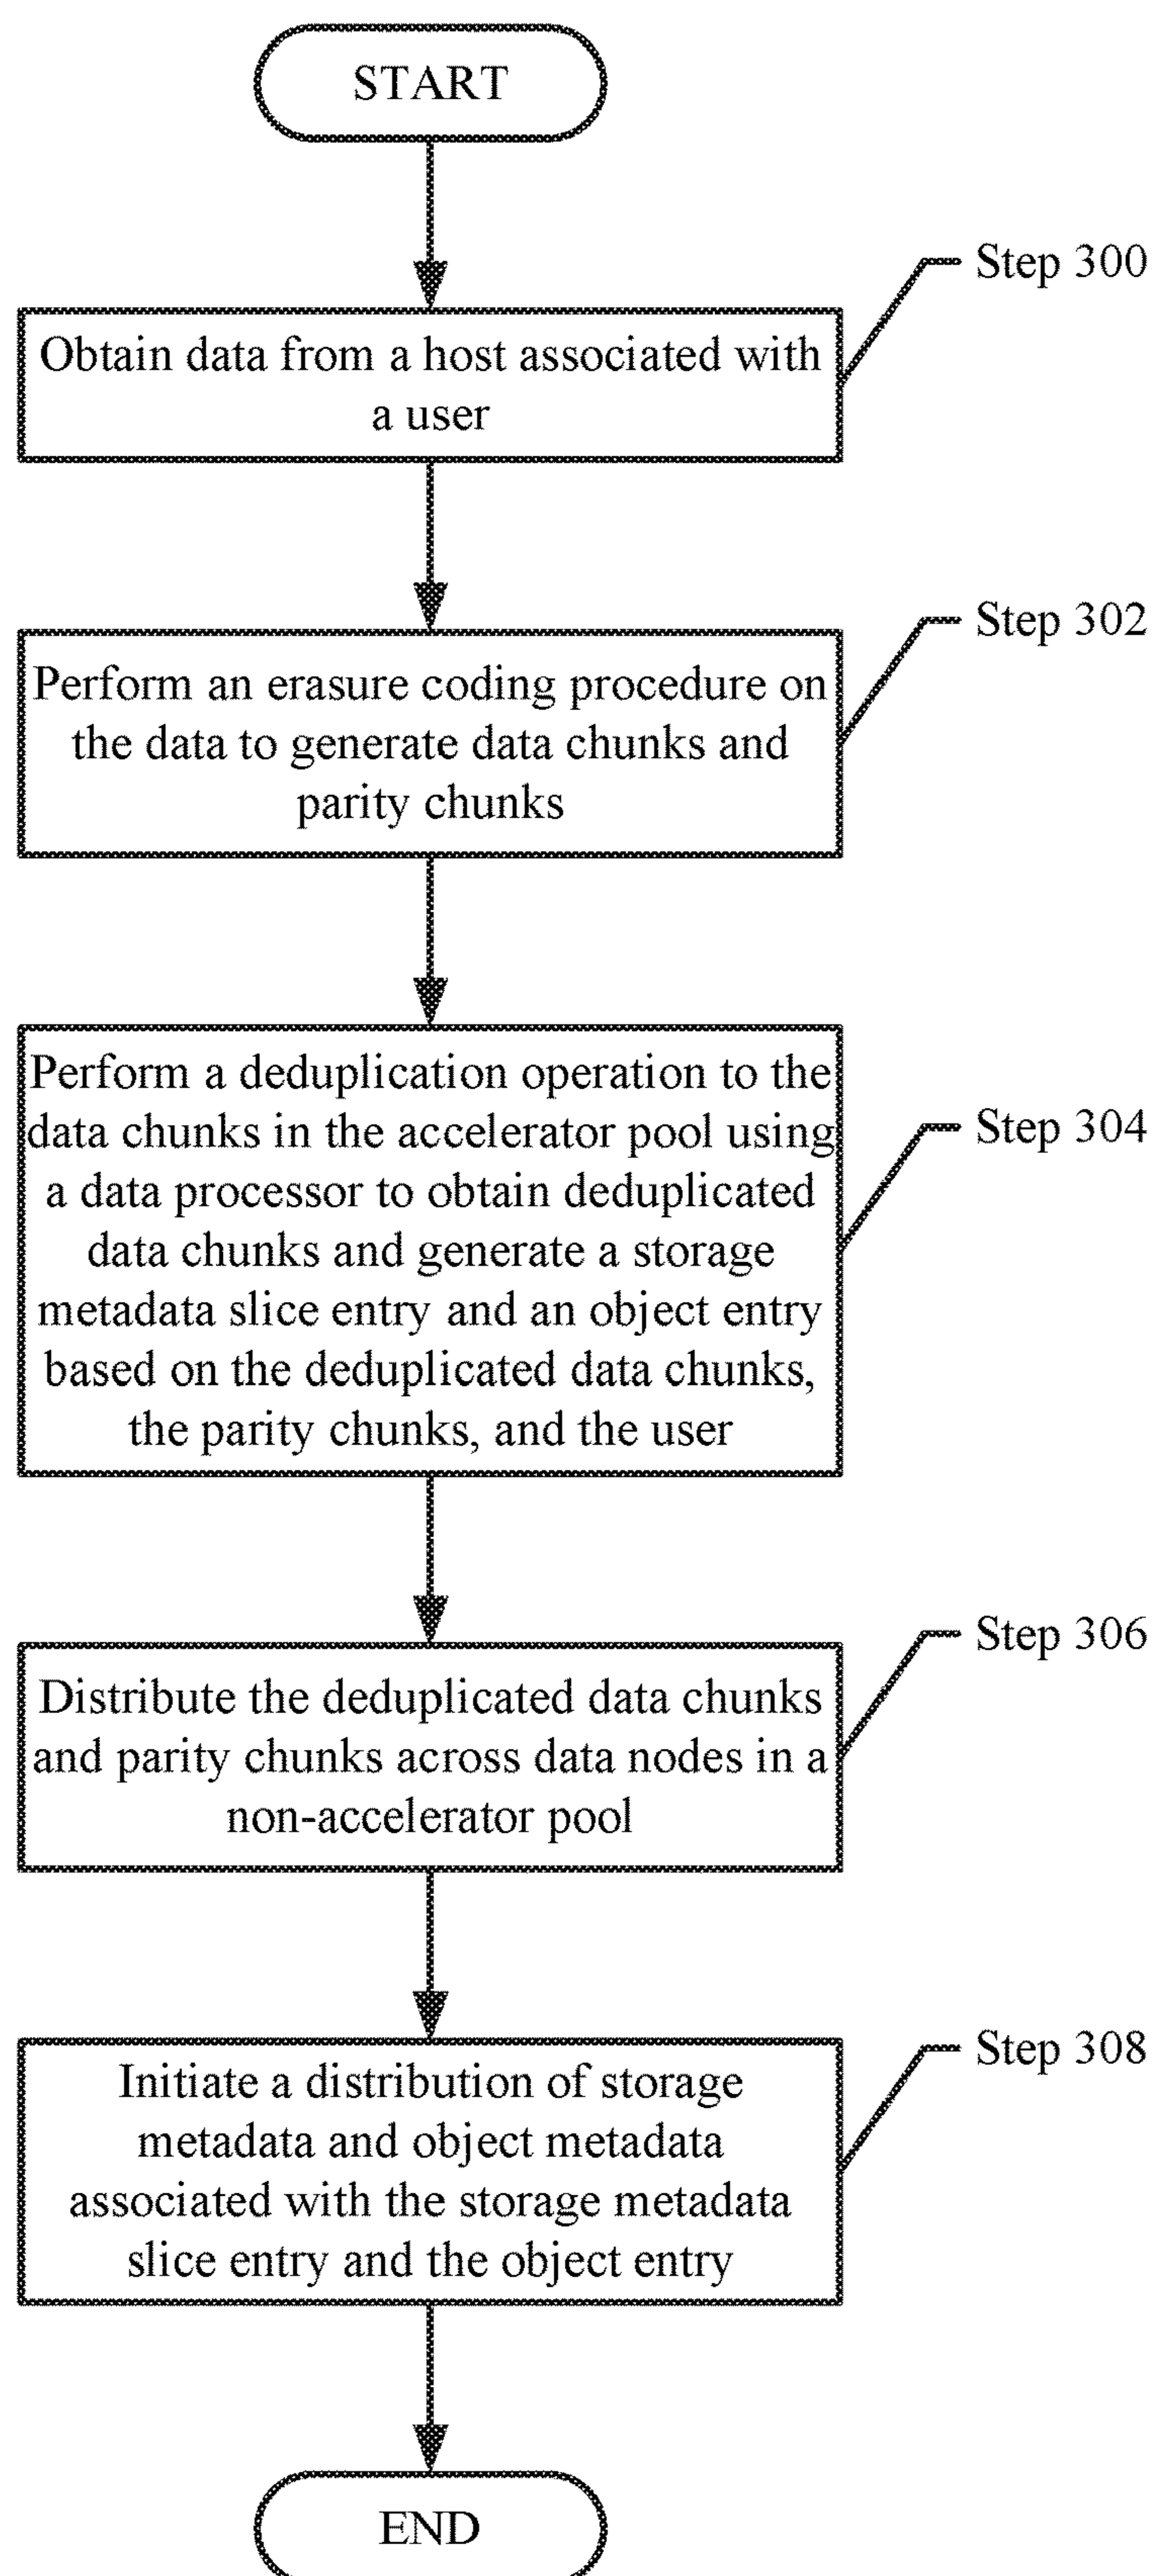 START
Step 300
Obtain data from a host associated with
a user
Step 302
Perform an erasure coding procedure on
the data to generate data chunks and
parity chunks
Step 304
Perform a deduplication operation to the
data chunks in the accelerator pool using
a data processor to obtain deduplicated
data chunks and generate a storage
metadata slice entry and an object entry
based on the deduplicated data chunks,
the parity chunks, and the user
Step 306
Distribute the deduplicated data chunks
and parity chunks across data nodes in a
non-accelerator pool
Step 308
Initiate a distribution of storage
metadata and object metadata
associated with the storage metadata
slice entry and the object entry
END